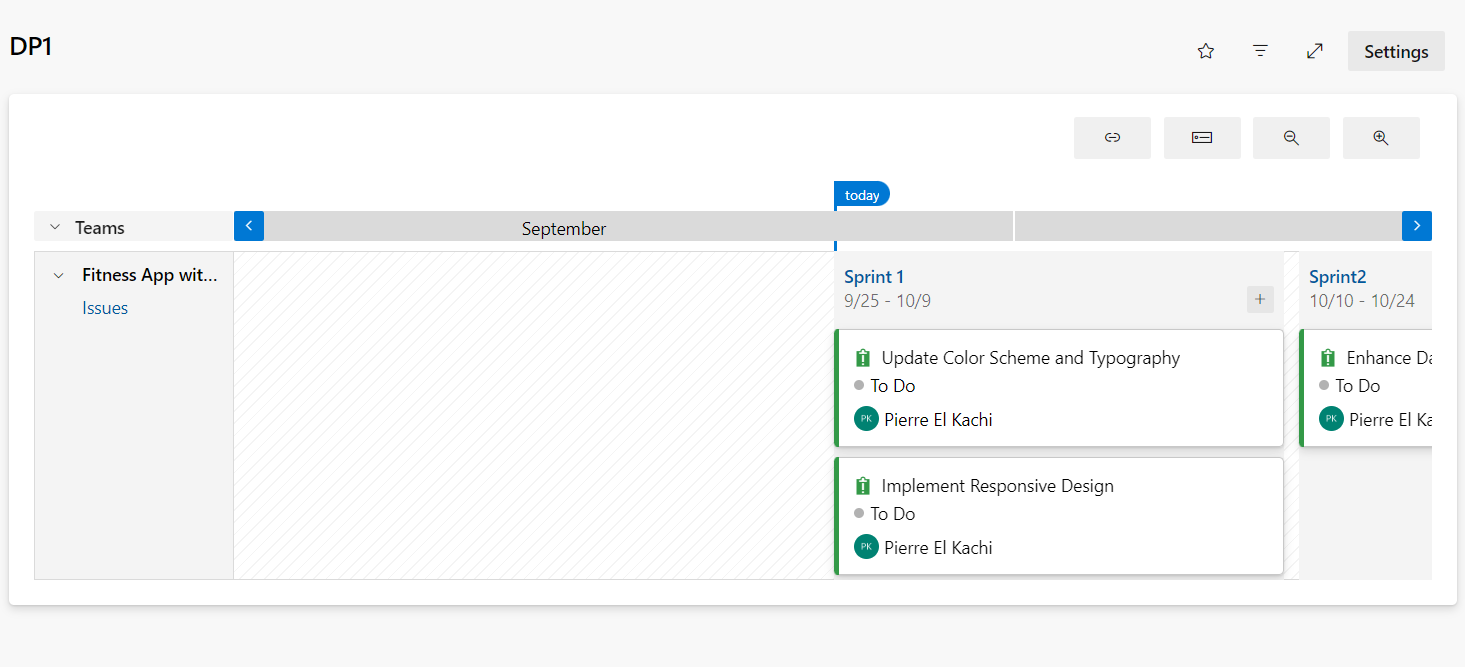 DP1
Settings
today
Teams
September
Fitness App wit...
Issues
Sprint 1
9/25 - 10/9
Sprint2
10/10 - 10/24
Update Color Scheme and Typography
To Do
PK Pierre El Kachi
Enhance Da
To Do
PK Pierre El Ka
Implement Responsive Design
To Do
PK Pierre El Kachi